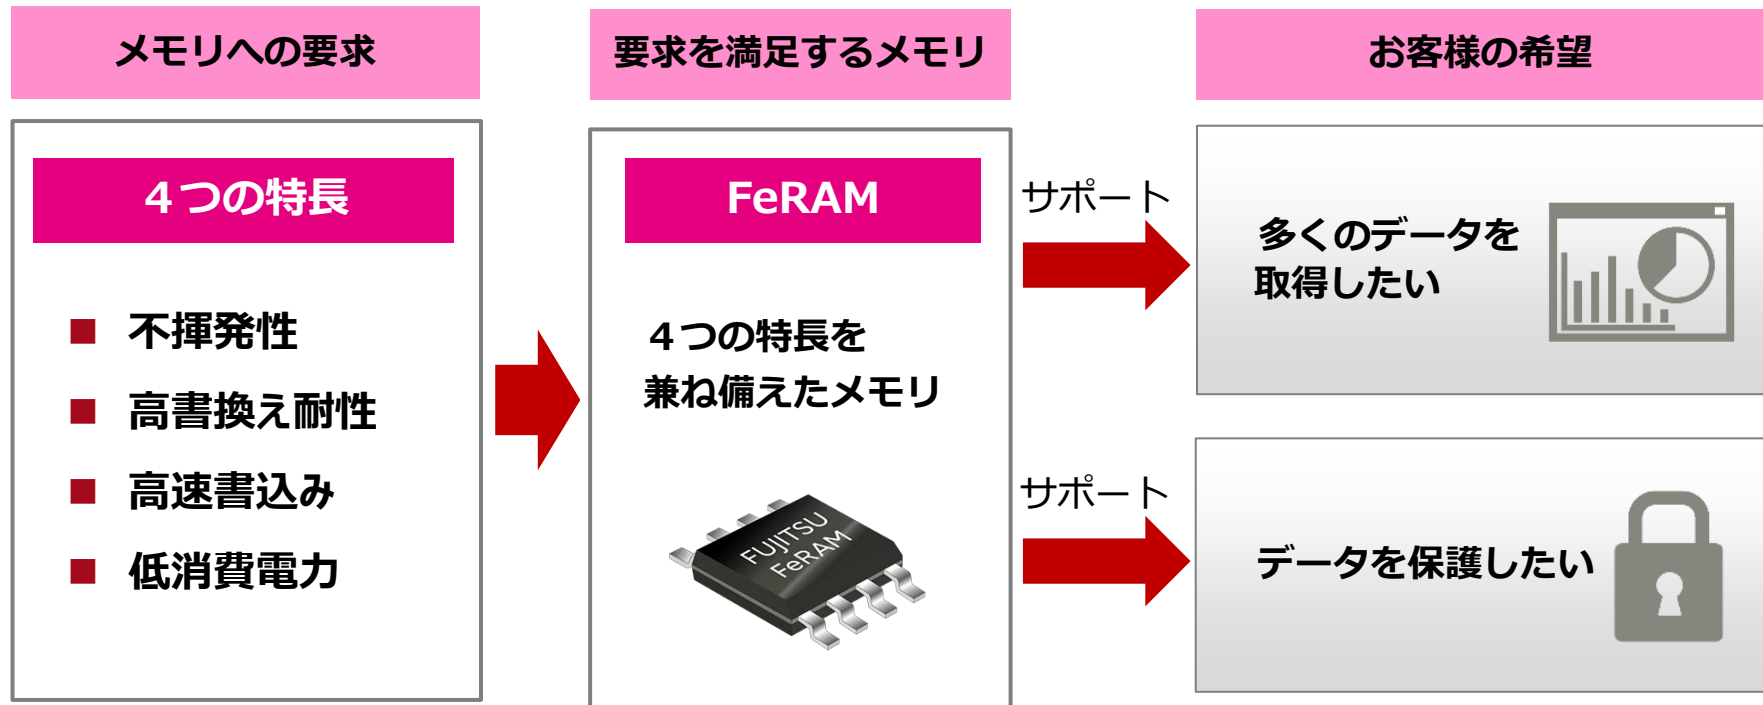 メモリへの要求
要求を満足するメモリ
お客様の希望
４つの特長
不揮発性
高書換え耐性
高速書込み
低消費電力
FeRAM
４つの特長を
兼ね備えたメモリ
FUJITSU
FeRAM
サポート
多くのデータを
取得したい
サポート
データを保護したい